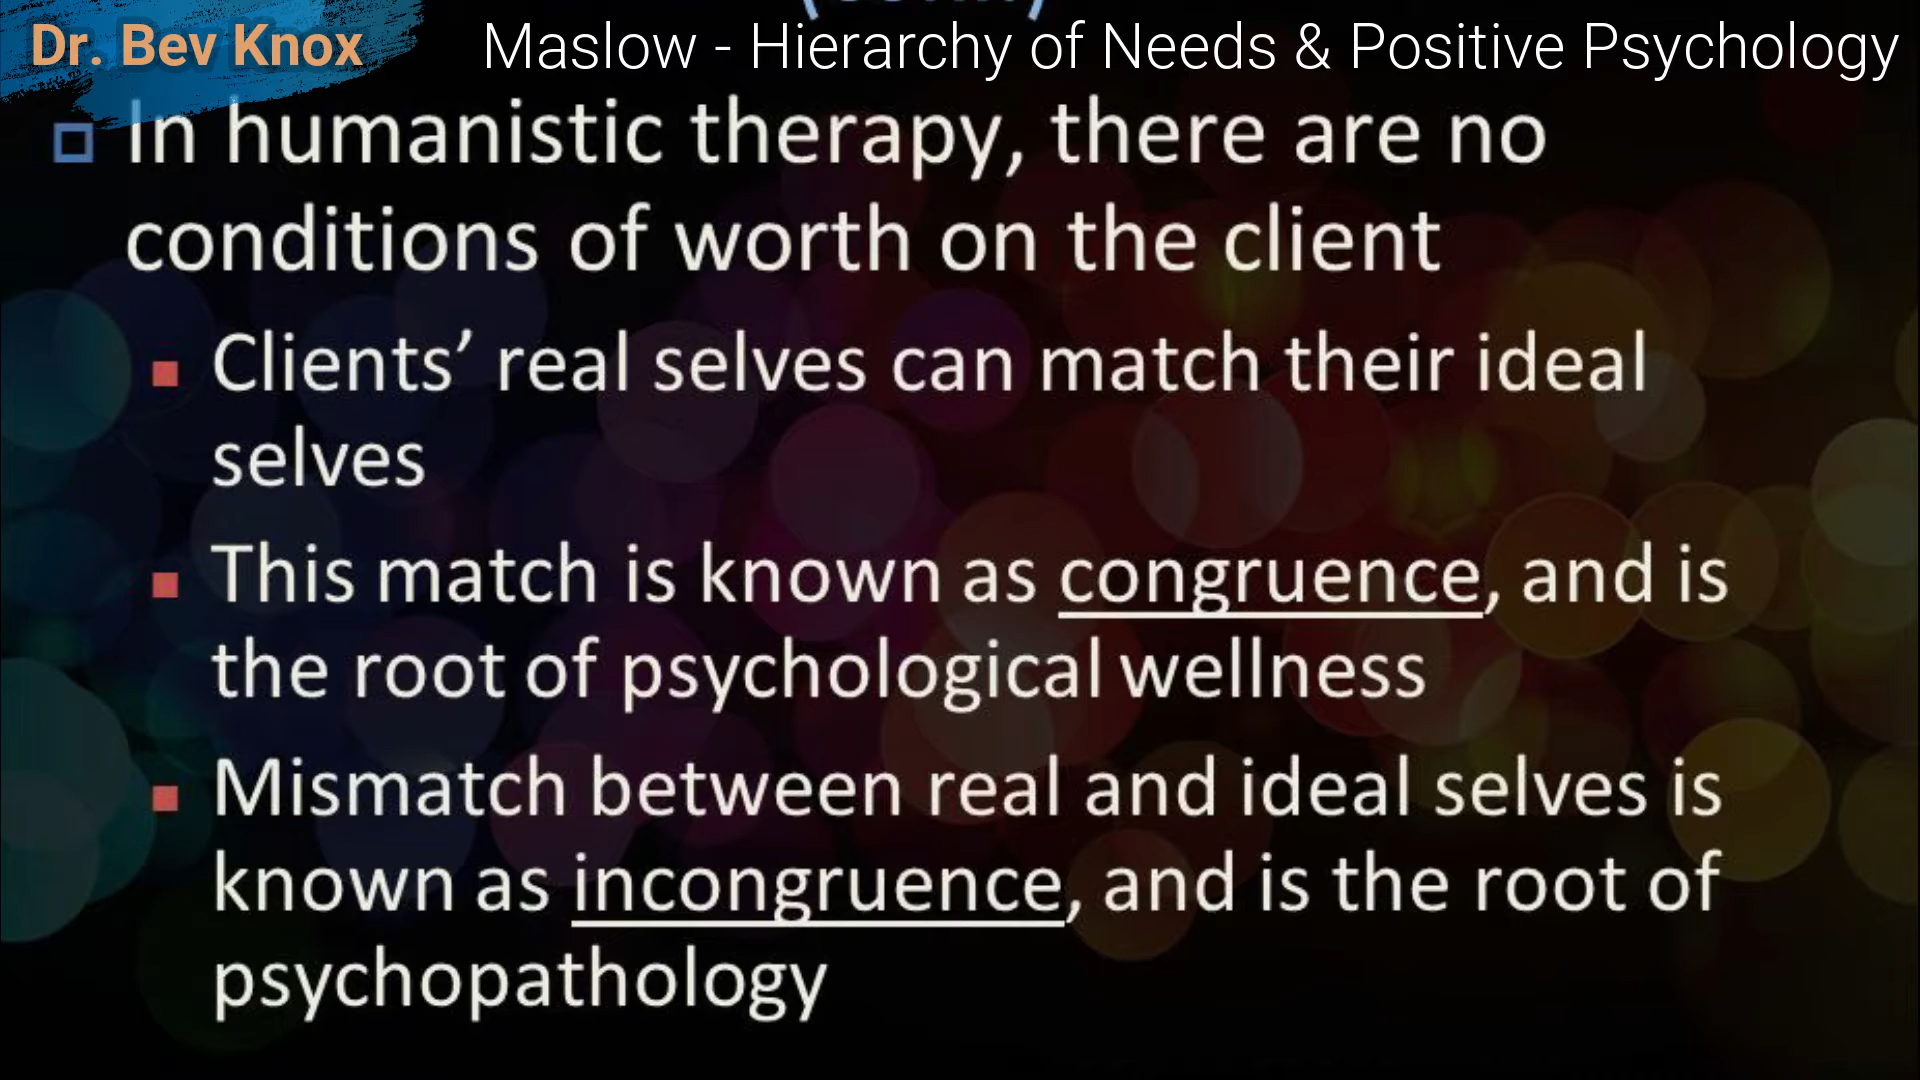 Dr. Bev Knox
Maslow - Hierarchy of Needs & Positive Psychology
In humanistic therapy, there are no
conditions of worth on the client
Clients’ real selves can match their ideal
selves
This match is known as congruence, and is
the root of psychological wellness
Mismatch between real and ideal selves is
known as incongruence, and is the root of
psychopathology